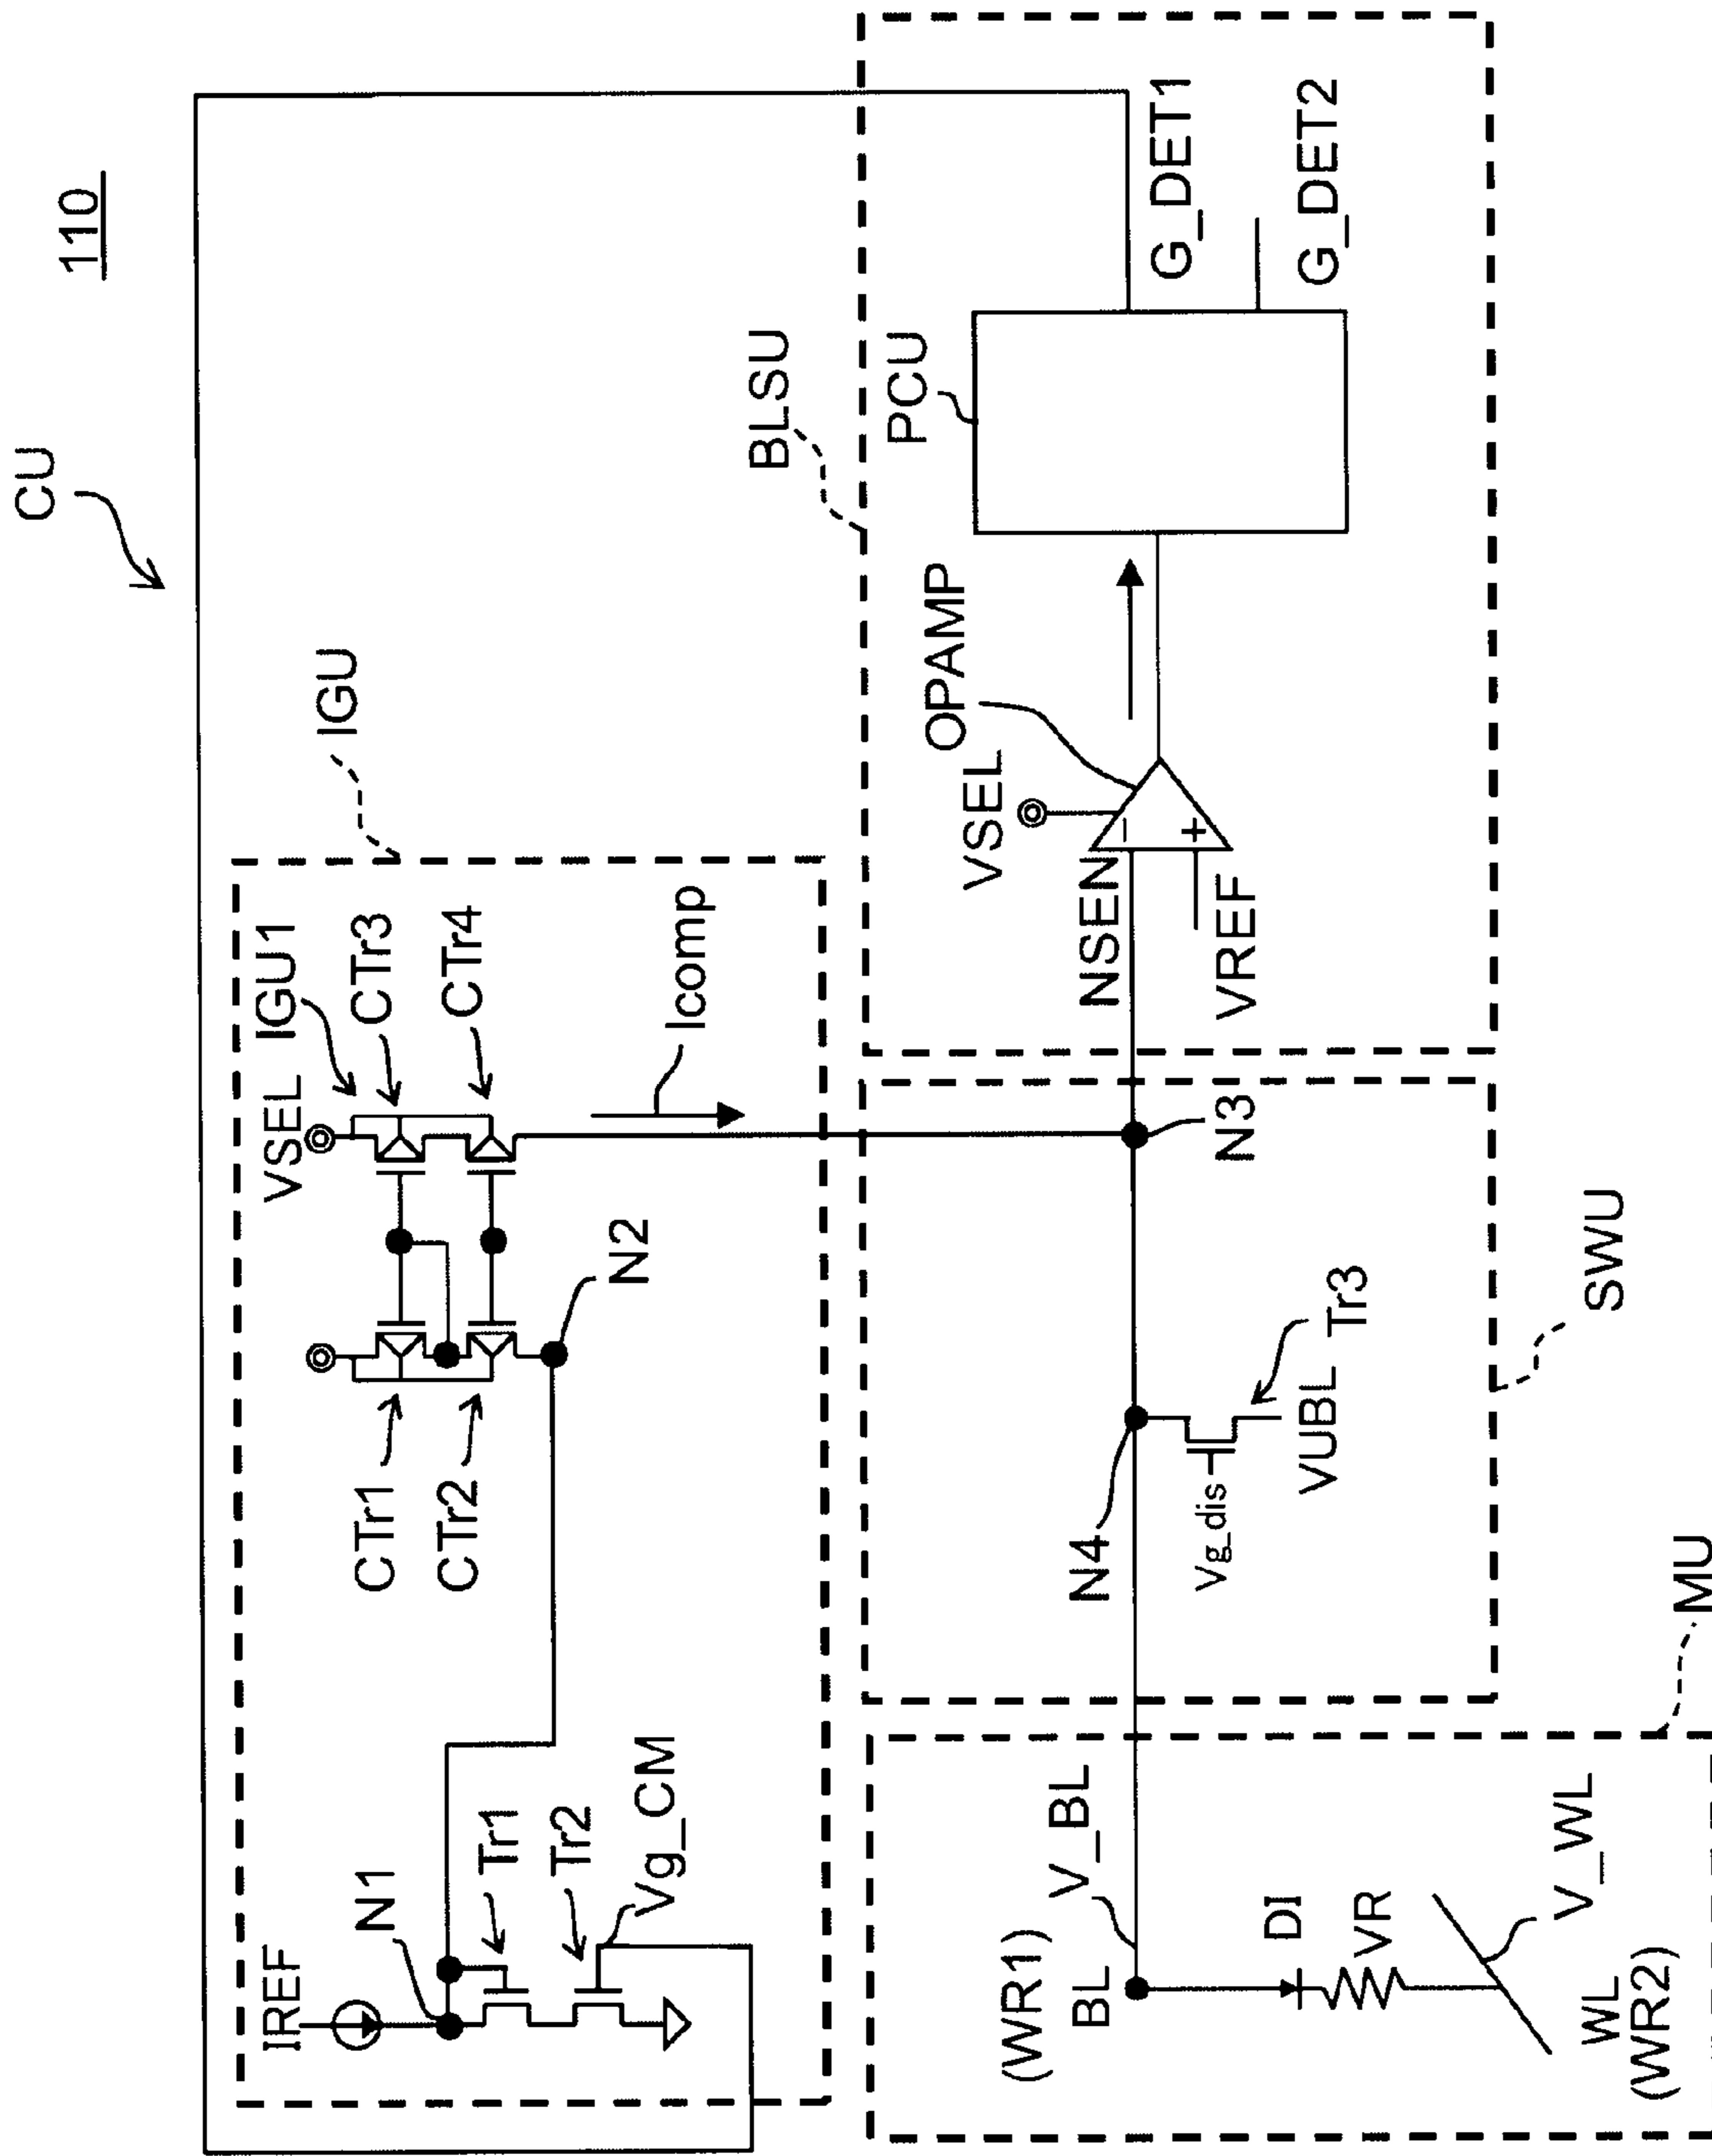 110
CU
IGU
VSEL
IGU1
CTr3
CTr4
CTr1
CTr2
N2
Icomp
IREF
N1
Tr1
Tr2
Vg_CM
BLSU
PCU
G_DET1
G_DET2
OPAMP
VSEL
NSEN
−
+
VREF
N3
N4
Vg_dis
VUBL
Tr3
SWU
MU
(WR1)
BL
V_BL
DI
VR
V_WL
WL
(WR2)